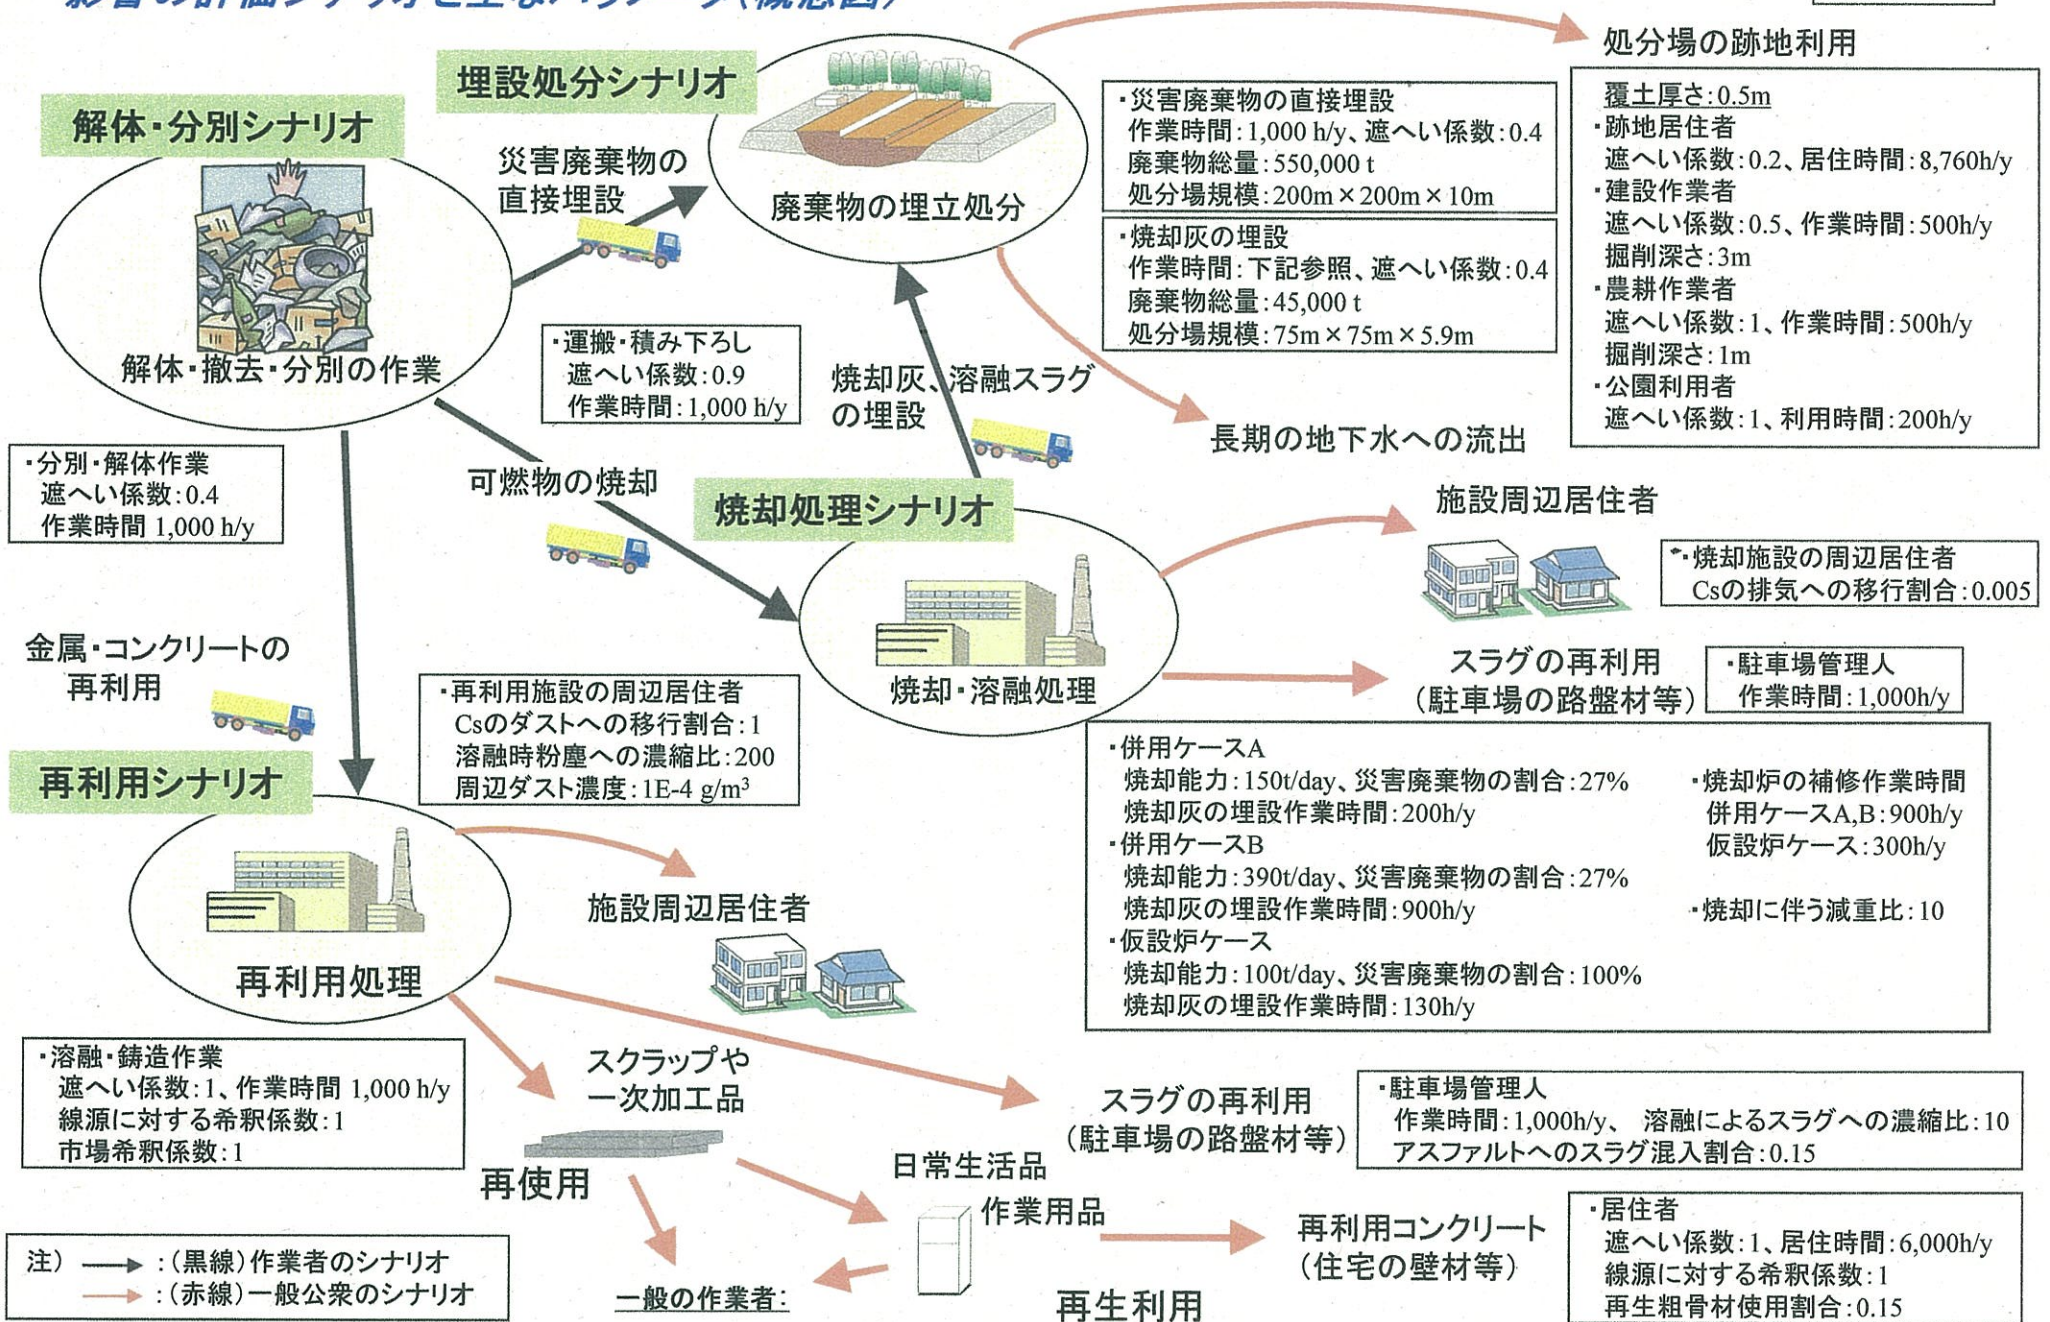 影響の評価シナリオと主なパラメータ(概念図)
解体・分別シナリオ
解体・撤去・分別の作業
埋設処分シナリオ
廃棄物の埋立処分
災害廃棄物の
直接埋設
処分場の跡地利用
・災害廃棄物の直接埋設
作業時間:1,000 h/y、遮へい係数:0.4
廃棄物総量:550,000 t
処分場規模:200m×200m×10m
・焼却灰の埋設
作業時間:下記参照、遮へい係数:0.4
廃棄物総量:45,000 t
処分場規模:75m×75m×5.9m
覆土厚さ:0.5m
・跡地居住者
遮へい係数:0.2、居住時間:8,760h/y
・建設作業者
遮へい係数:0.5、作業時間:500h/y
掘削深さ:3m
・農耕作業者
遮へい係数:1、作業時間:500h/y
掘削深さ:1m
・公園利用者
遮へい係数:1、利用時間:200h/y
・運搬・積み下ろし
遮へい係数:0.9
作業時間:1,000 h/y
焼却灰、溶融スラグ
の埋設
長期の地下水への流出
・分別・解体作業
遮へい係数:0.4
作業時間 1,000 h/y
可燃物の焼却
焼却処理シナリオ
焼却・溶融処理
施設周辺居住者
・焼却施設の周辺居住者
Csの排気への移行割合:0.005
スラグの再利用
(駐車場の路盤材等)
・駐車場管理人
作業時間:1,000h/y
金属・コンクリートの
再利用
・再利用施設の周辺居住者
Csのダストへの移行割合:1
溶融時粉塵への濃縮比:200
周辺ダスト濃度:1E-4 g/m³
再利用シナリオ
再利用処理
・併用ケースA
焼却能力:150t/day、災害廃棄物の割合:27%
焼却灰の埋設作業時間:200h/y
・併用ケースB
焼却能力:390t/day、災害廃棄物の割合:27%
焼却灰の埋設作業時間:900h/y
・仮設炉ケース
焼却能力:100t/day、災害廃棄物の割合:100%
焼却灰の埋設作業時間:130h/y
・焼却炉の補修作業時間
併用ケースA,B:900h/y
仮設炉ケース:300h/y
・焼却に伴う減重比:10
施設周辺居住者
・溶融・鋳造作業
遮へい係数:1、作業時間 1,000 h/y
線源に対する希釈係数:1
市場希釈係数:1
スクラップや
一次加工品
再使用
スラグの再利用
(駐車場の路盤材等)
・駐車場管理人
作業時間:1,000h/y、 溶融によるスラグへの濃縮比:10
アスファルトへのスラグ混入割合:0.15
日常生活品
作業用品
再利用コンクリート
(住宅の壁材等)
・居住者
遮へい係数:1、居住時間:6,000h/y
線源に対する希釈係数:1
再生粗骨材使用割合:0.15
注) :(黒線)作業者のシナリオ
:(赤線)一般公衆のシナリオ
一般の作業者:
再生利用